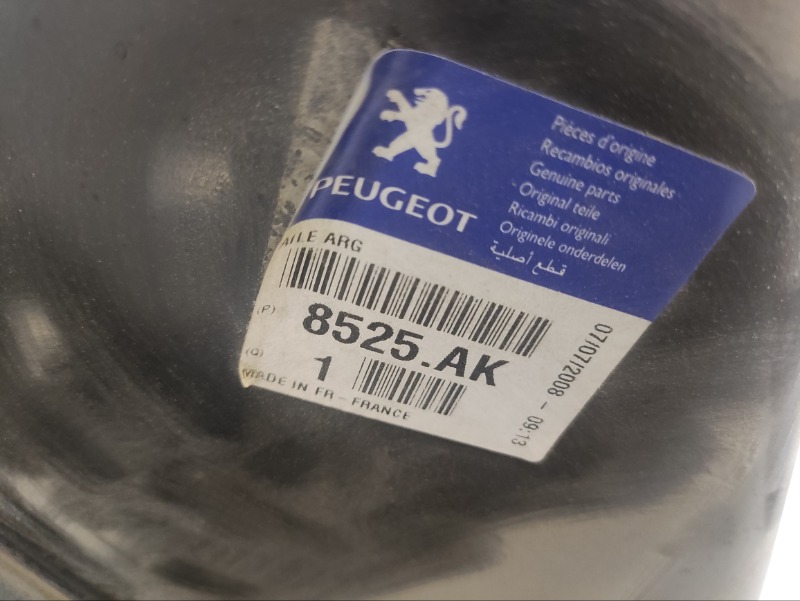 PEUGEOT
Pièces d'origine
Recambios originales
Genuine parts
Original teile
Ricambi originali
Originele onderdelen
قطع أصلية
AILE ARG
(P) 8525.AK
(Q) 1
MADE IN FR - FRANCE
07/07/2008 - 09:13